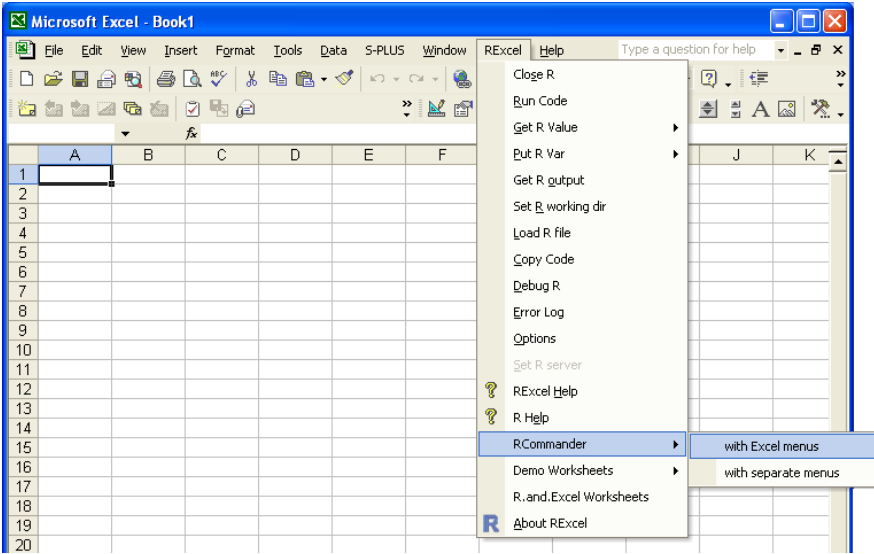 Microsoft Excel - Book1
File Edit View Insert Format Tools Data S-PLUS Window RExcel Help Type a question for help
Close R
Run Code
Get R Value
Put R Var
Get R output
Set R working dir
Load R file
Copy Code
Debug R
Error Log
Options
Set R server
RExcel Help
R Help
RCommander
with Excel menus
with separate menus
Demo Worksheets
R.and.Excel Worksheets
About RExcel
fx
A B C D E F J K
1
2
3
4
5
6
7
8
9
10
11
12
13
14
15
16
17
18
19
20